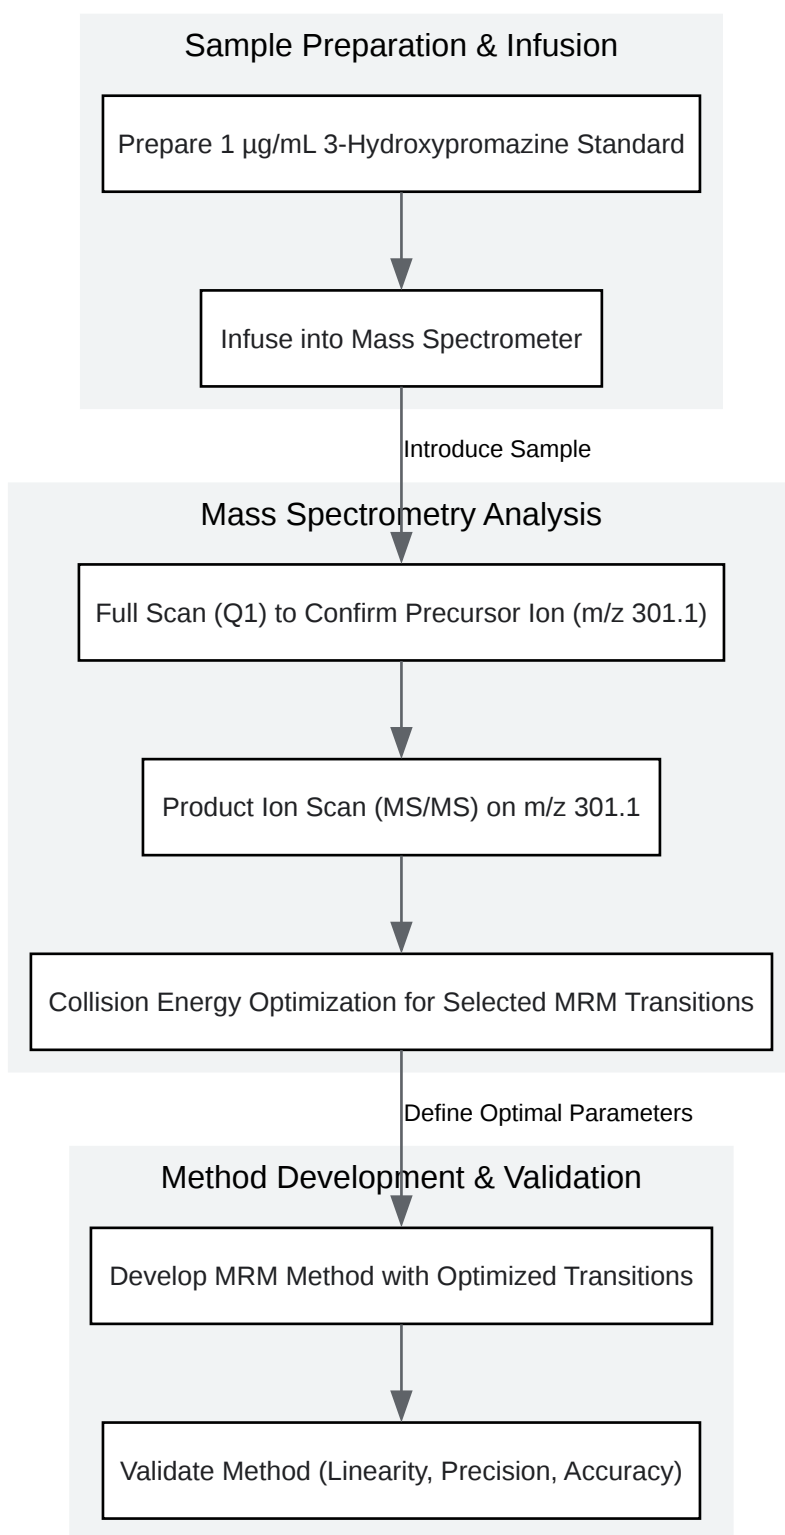 Sample Preparation & Infusion
Prepare 1 µg/mL 3-Hydroxypromazine Standard
Infuse into Mass Spectrometer
Introduce Sample
Mass Spectrometry Analysis
Full Scan (Q1) to Confirm Precursor Ion (m/z 301.1)
Product Ion Scan (MS/MS) on m/z 301.1
Collision Energy Optimization for Selected MRM Transitions
Define Optimal Parameters
Method Development & Validation
Develop MRM Method with Optimized Transitions
Validate Method (Linearity, Precision, Accuracy)